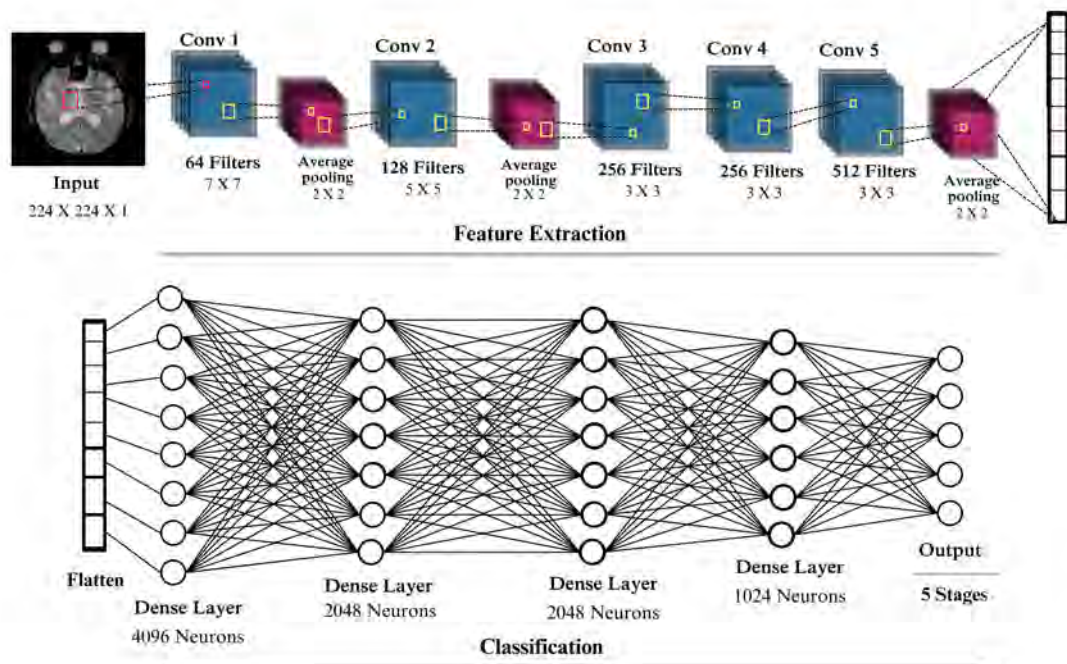 Conv 1
Conv 2
Conv 3
Conv 4
Conv 5
Input
224 X 224 X 1
64 Filters
7 X 7
Average
pooling
2 X 2
128 Filters
5 X 5
Average
pooling
2 X 2
256 Filters
3 X 3
256 Filters
3 X 3
512 Filters
3 X 3
Average
pooling
2 X 2
Feature Extraction
Flatten
Dense Layer
4096 Neurons
Dense Layer
2048 Neurons
Dense Layer
2048 Neurons
Dense Layer
1024 Neurons
Output
5 Stages
Classification